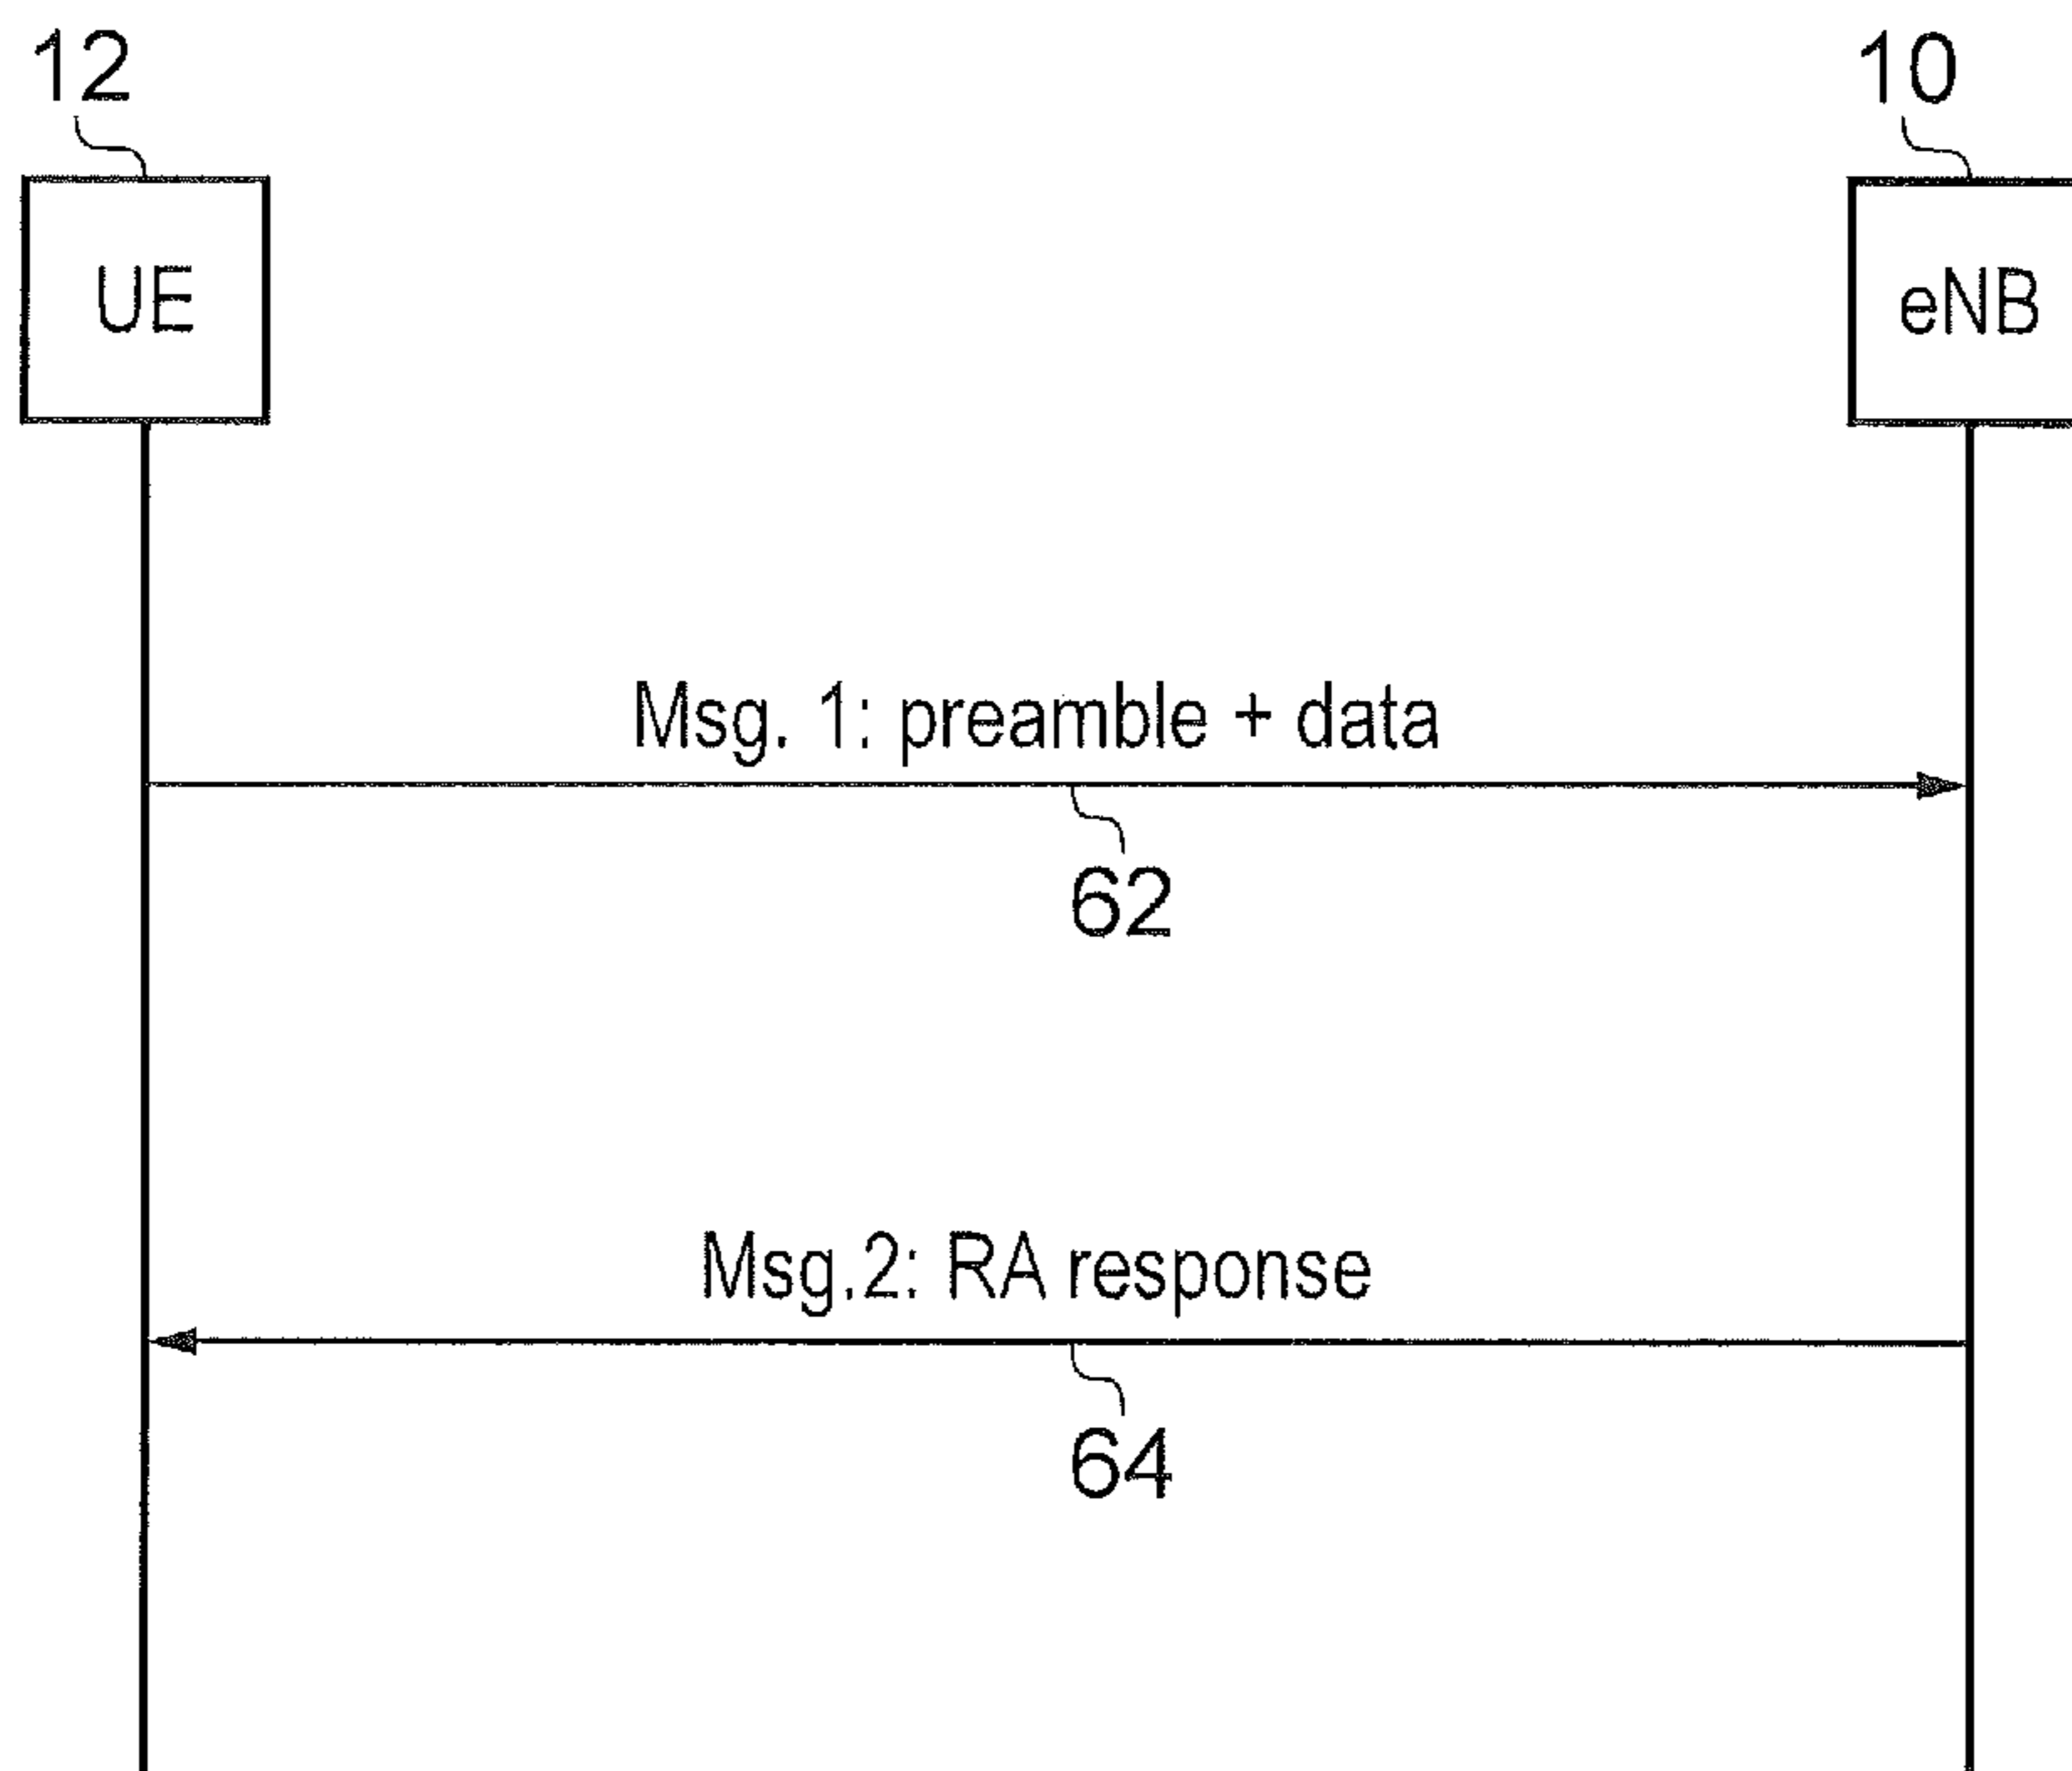 12
10
UE
eNB
Msg. 1: preamble + data
62
Msg.2: RA response
64